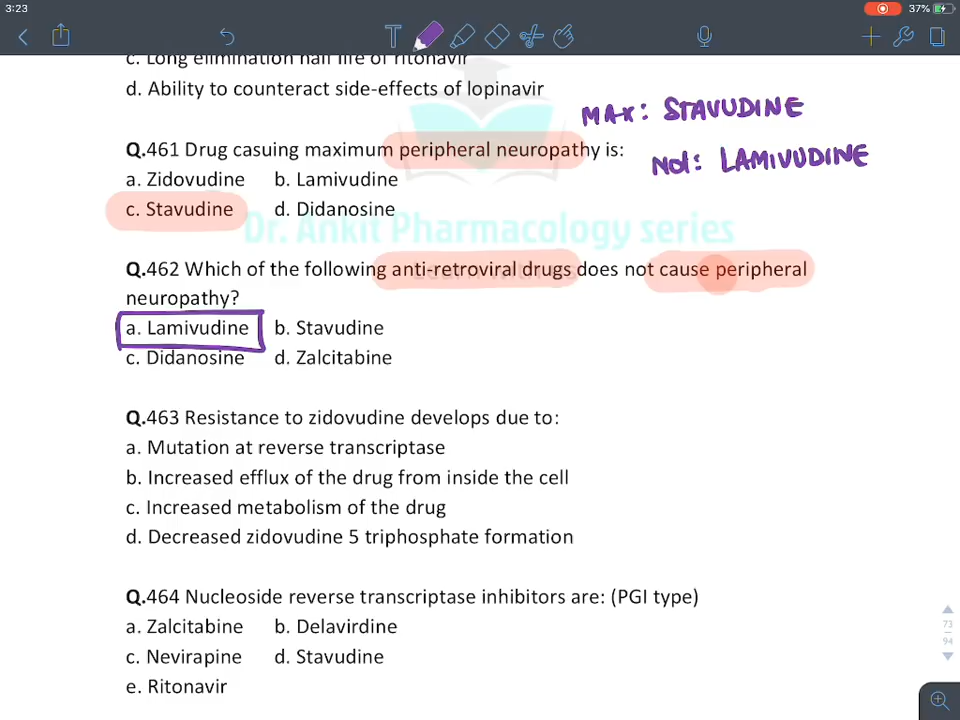 3:23
37%
c. Long elimination half life of ritonavir
d. Ability to counteract side-effects of lopinavir
MAX: STAVUDINE
Q.461 Drug casuing maximum peripheral neuropathy is:
NOT: LAMIVUDINE
a. Zidovudine b. Lamivudine
c. Stavudine d. Didanosine
Dr. Ankit Pharmacology series
Q.462 Which of the following anti-retroviral drugs does not cause peripheral
neuropathy?
a. Lamivudine b. Stavudine
c. Didanosine d. Zalcitabine
Q.463 Resistance to zidovudine develops due to:
a. Mutation at reverse transcriptase
b. Increased efflux of the drug from inside the cell
c. Increased metabolism of the drug
d. Decreased zidovudine 5 triphosphate formation
Q.464 Nucleoside reverse transcriptase inhibitors are: (PGI type)
a. Zalcitabine b. Delavirdine
c. Nevirapine d. Stavudine
e. Ritonavir
73
94